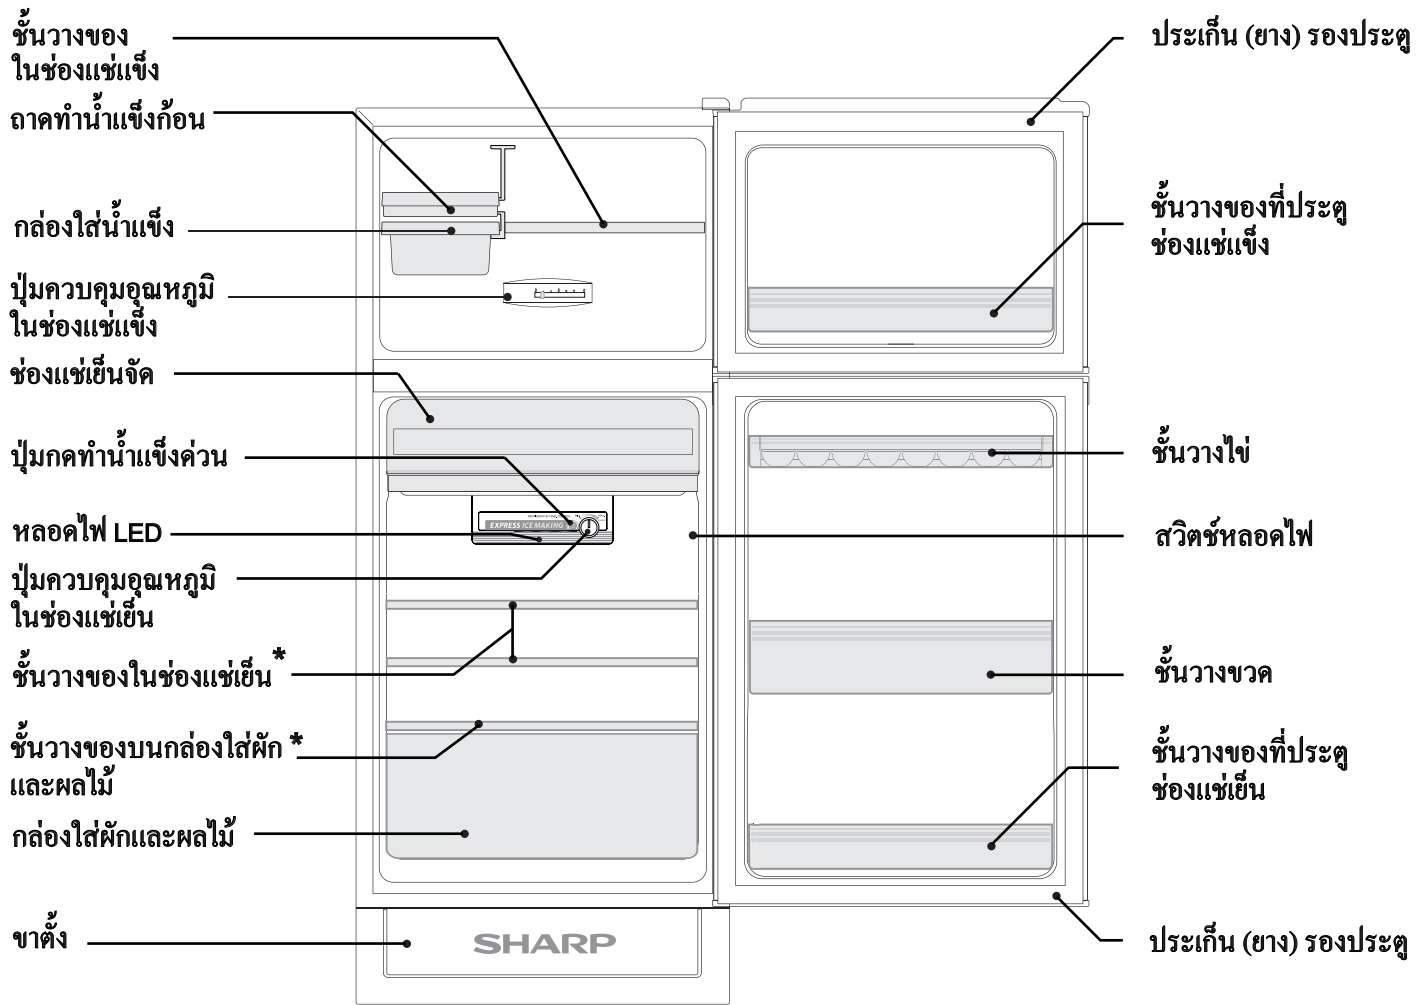 ชั้นวางของ
ในช่องแช่แข็ง
ถาดทำน้ำแข็งก้อน
กล่องใส่น้ำแข็ง
ปุ่มควบคุมอุณหภูมิ
ในช่องแช่แข็ง
ช่องแช่เย็นจัด
ปุ่มกดทำน้ำแข็งด่วน
หลอดไฟ LED
ปุ่มควบคุมอุณหภูมิ
ในช่องแช่เย็น
ชั้นวางของในช่องแช่เย็น *
ชั้นวางของบนกล่องใส่ผัก *
และผลไม้
กล่องใส่ผักและผลไม้
ขาตั้ง
EXPRESS ICE MAKING
SHARP
ประเก็น (ยาง) รองประตู
ชั้นวางของที่ประตู
ช่องแช่แข็ง
ชั้นวางไข่
สวิตช์หลอดไฟ
ชั้นวางขวด
ชั้นวางของที่ประตู
ช่องแช่เย็น
ประเก็น (ยาง) รองประตู